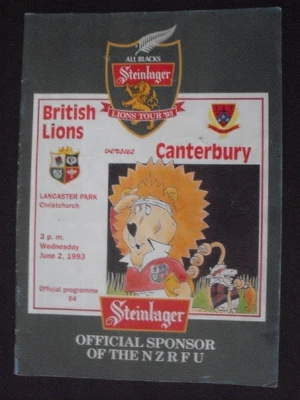 ALL BLACKS
Steinlager
LIONS TOUR '93
British
Lions
versus
Canterbury
LANCASTER PARK
Christchurch
3 p.m.
Wednesday
June 2, 1993
Official programme
$4
Steinlager
OFFICIAL SPONSOR
OF THE NZRFU